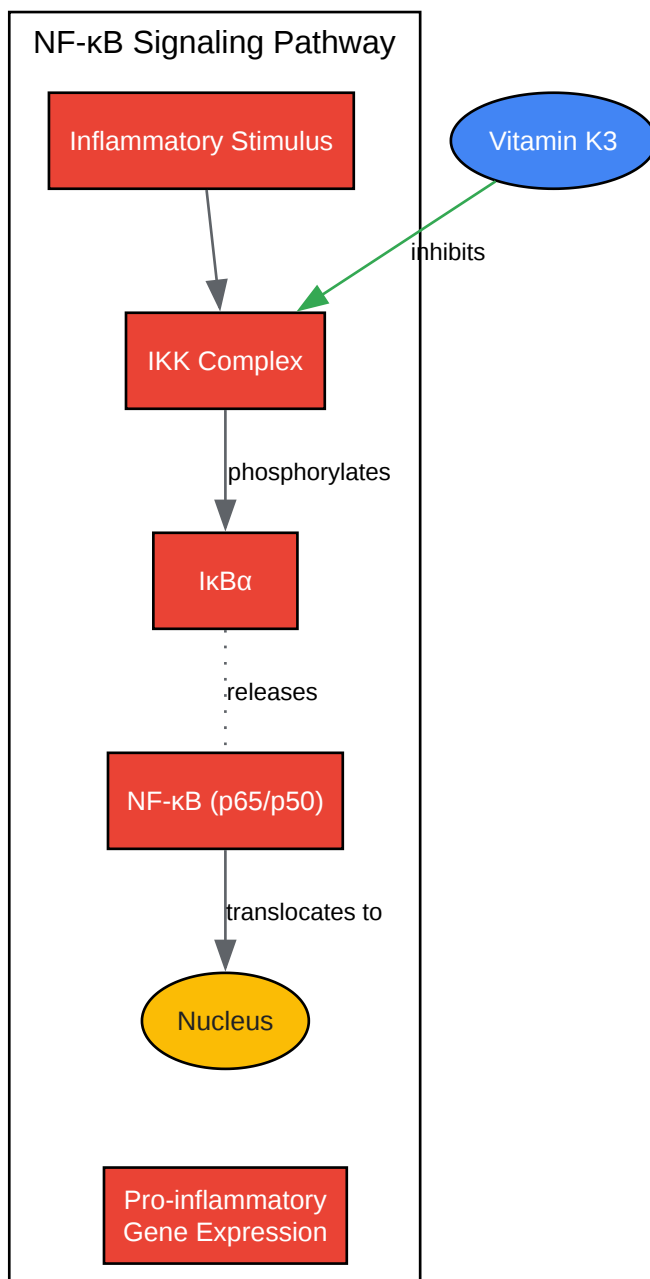 NF-κB Signaling Pathway
Inflammatory Stimulus
Vitamin K3
inhibits
IKK Complex
phosphorylates
IκBα
releases
NF-κB (p65/p50)
translocates to
Nucleus
Pro-inflammatory
Gene Expression